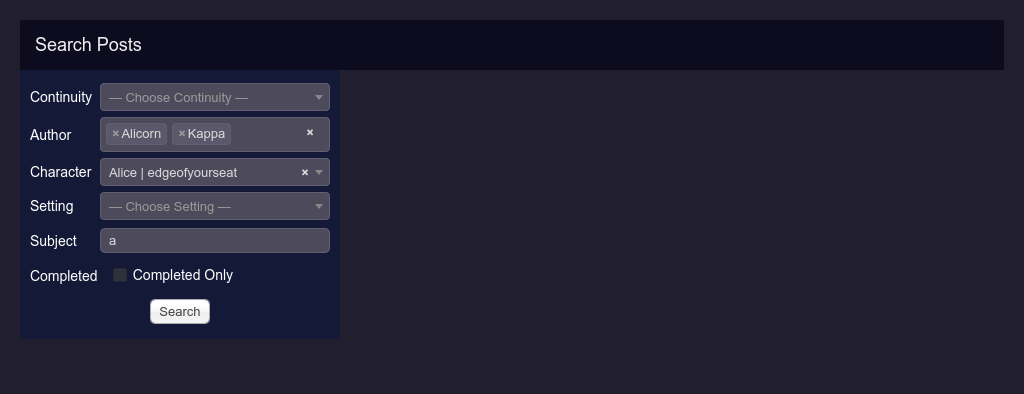 Search Posts
Continuity — Choose Continuity —
Author × Alicorn × Kappa ×
Character Alice | edgeofyourseat ×
Setting — Choose Setting —
Subject a
Completed Completed Only
Search